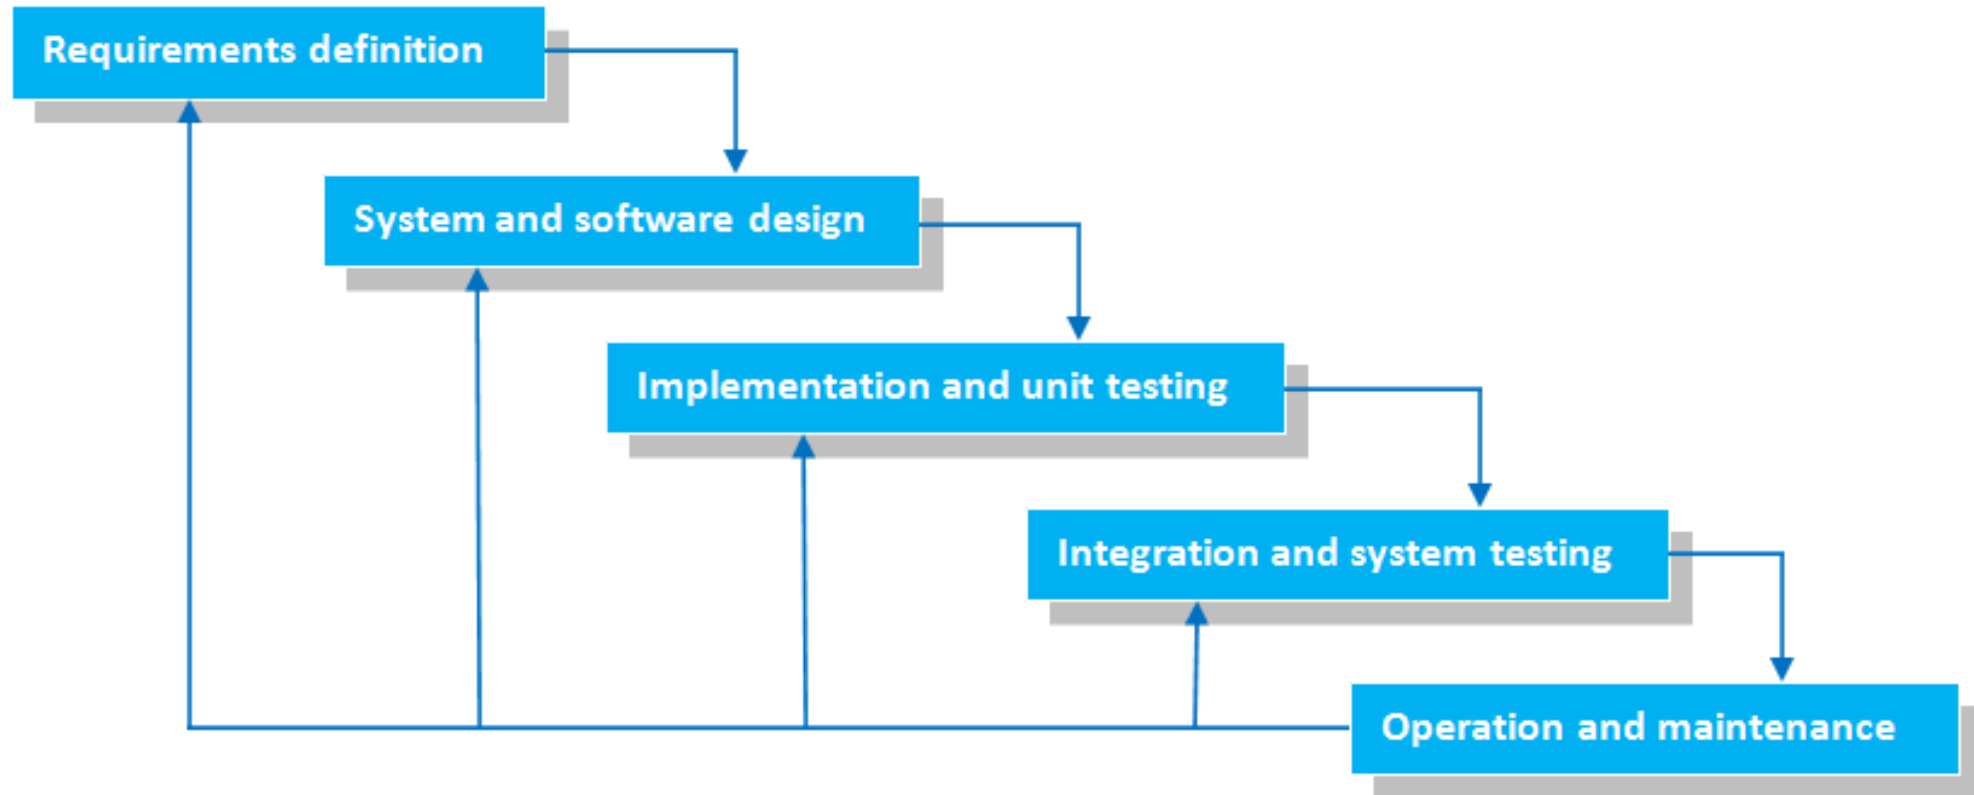 Requirements definition
System and software design
Implementation and unit testing
Integration and system testing
Operation and maintenance